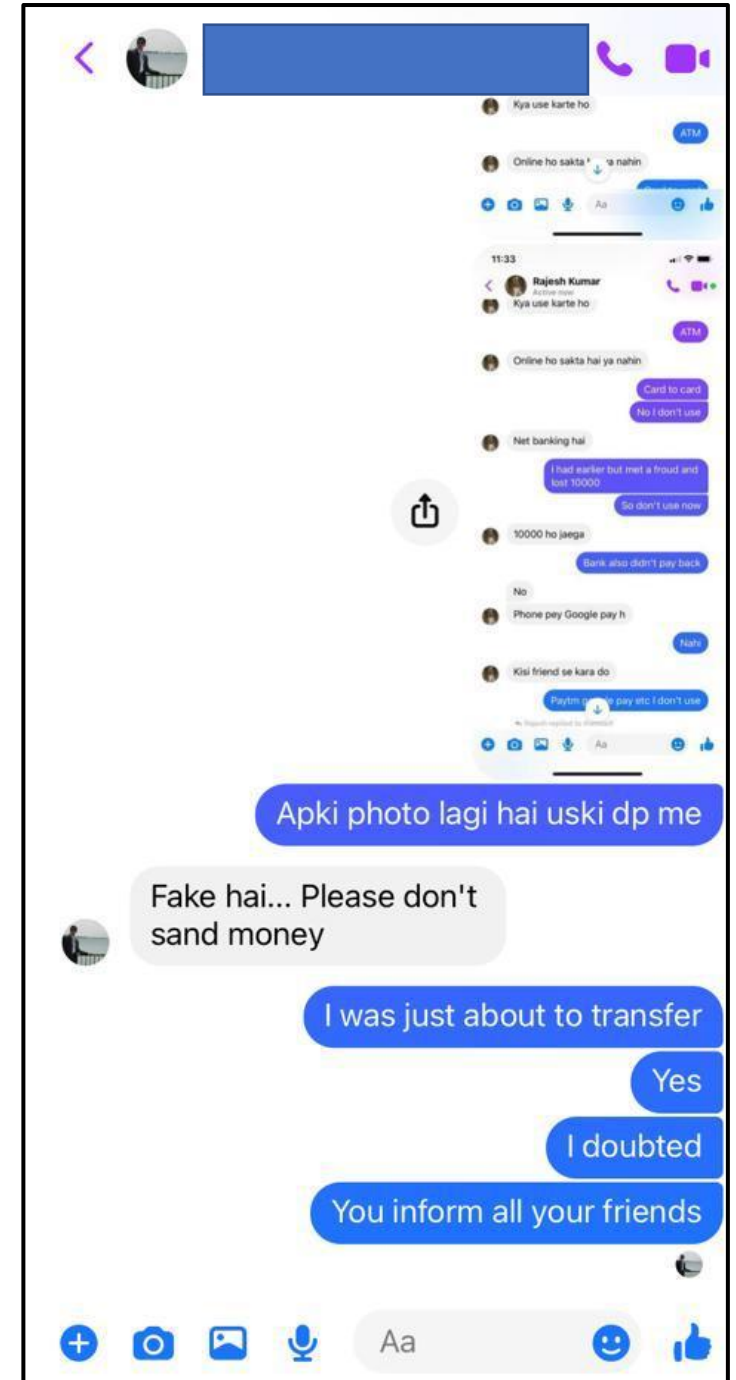 Kya use karte ho
ATM
Online ho sakta nahin
11:33
Rajesh Kumar
Active now
Kya use karte ho
ATM
Online ho sakta hai ya nahin
Card to card
No I don't use
Net banking hai
I had earlier but met a froud and
lost 10000
So don't use now
10000 ho jaega
Bank also didn't pay back
No
Phone pey Google pay h
Nahi
Kisi friend se kara do
Paytm pay etc I don't use
Aa
Apki photo lagi hai uski dp me
Fake hai... Please don't
sand money
I was just about to transfer
Yes
I doubted
You inform all your friends
Aa